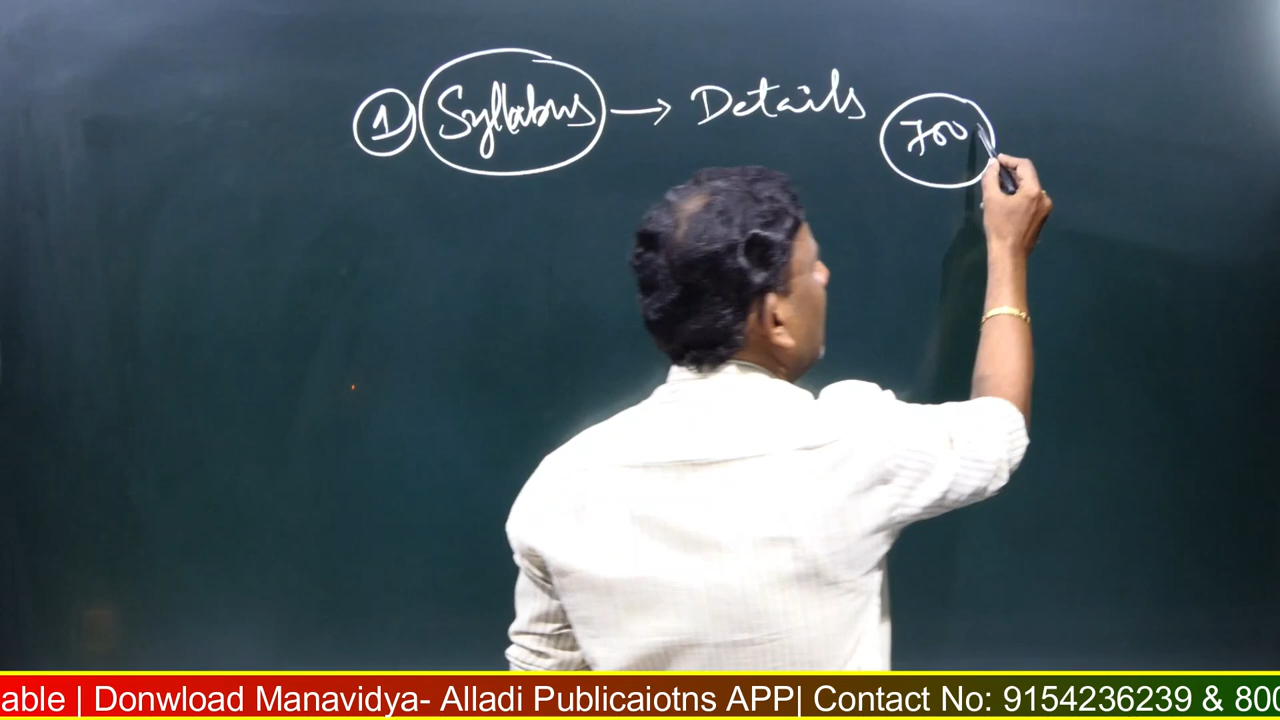 ① Syllabus → Details 700
able | Donwload Manavidya- Alladi Publicaiotns APP| Contact No: 9154236239 & 800